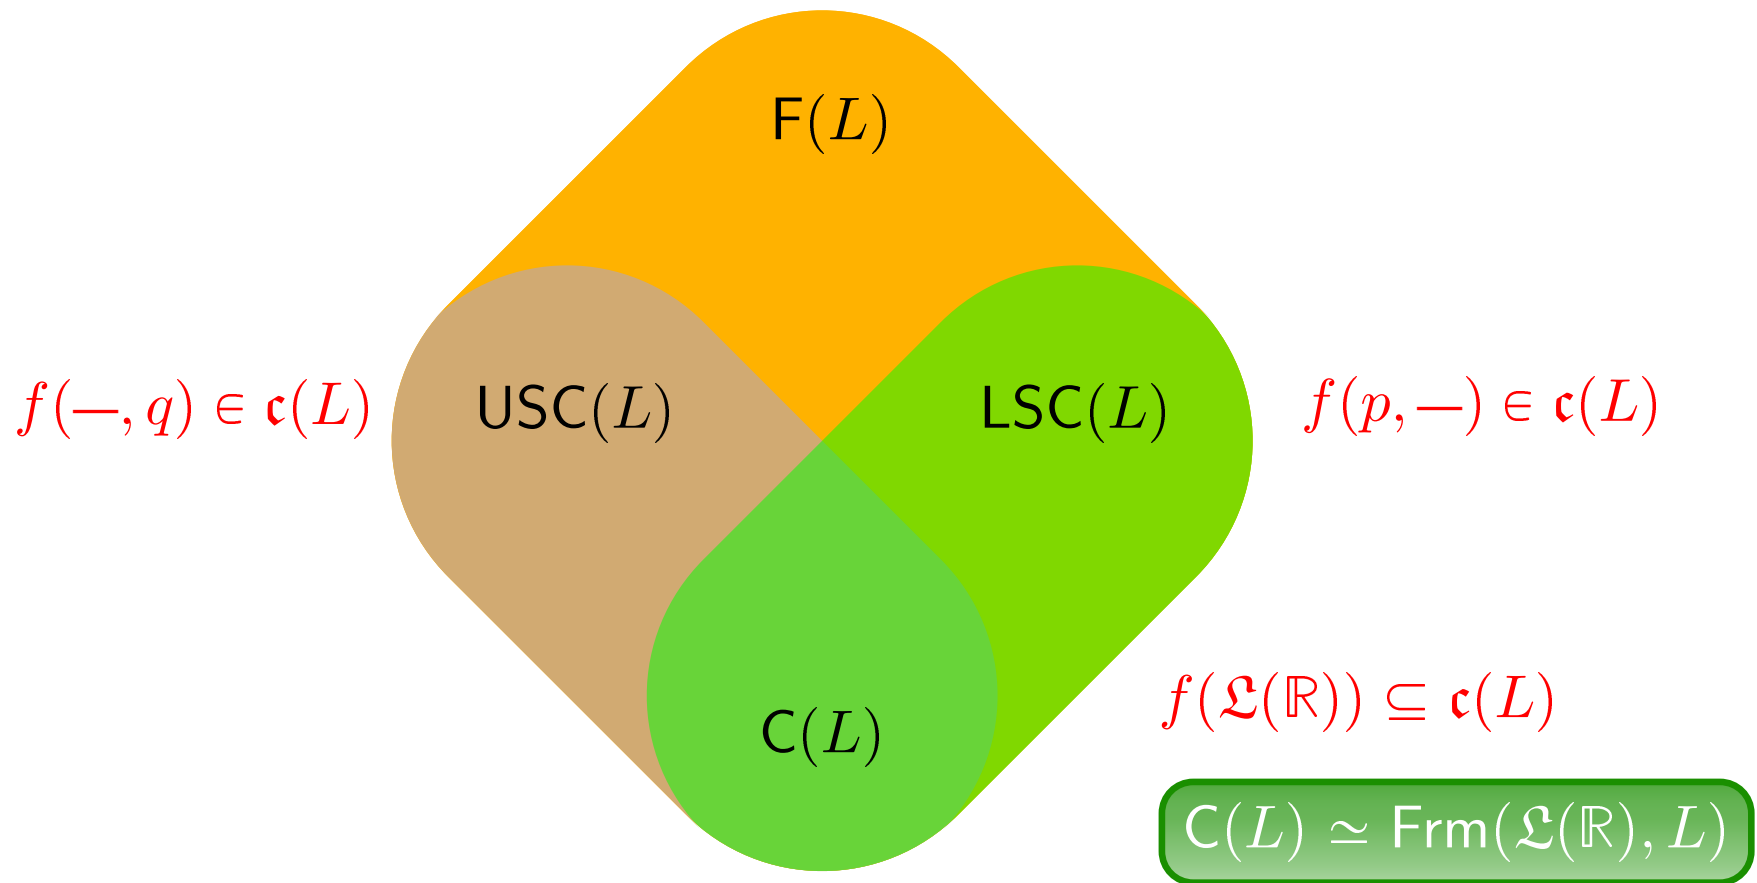 F(L)
f(—, q) ∈ 𝔠(L)
USC(L)
LSC(L)
f(p, —) ∈ 𝔠(L)
f(𝔏(ℝ)) ⊆ 𝔠(L)
C(L)
C(L) ≃ Frm(𝔏(ℝ), L)